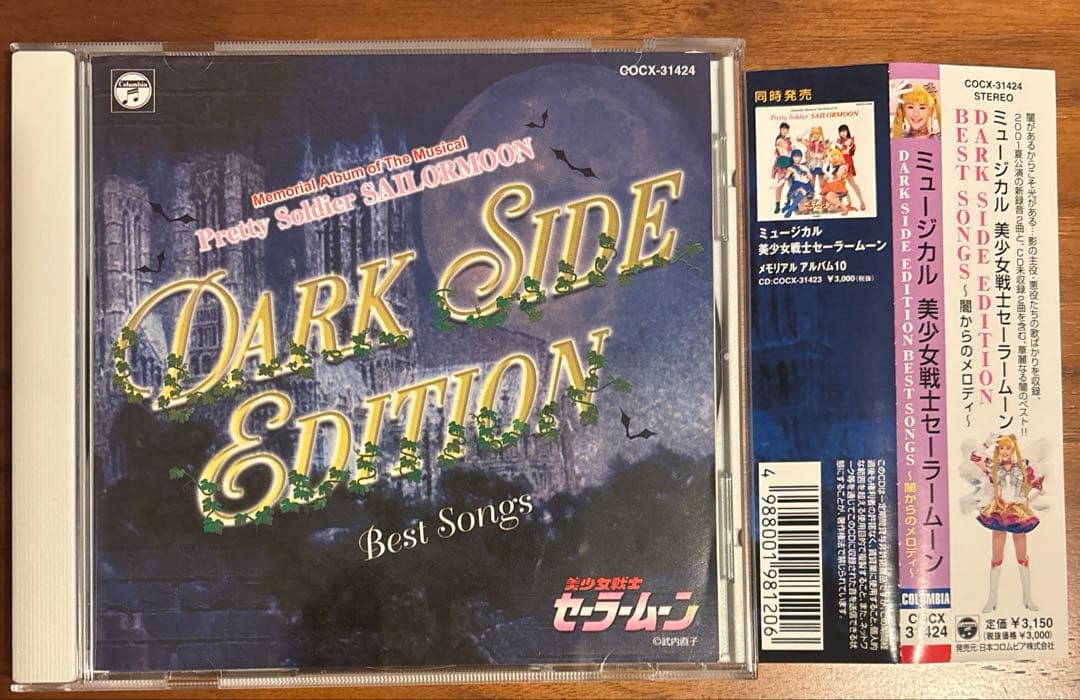 Columbia
COCX-31424
Memorial Album of The Musical
Pretty Soldier SAILORMOON
DARK SIDE
EDITION
Best Songs
美少女戦士
セーラームーン
©武内直子
同時発売
Pretty Soldier SAILORMOON
ミュージカル
美少女戦士セーラームーン
メモリアル アルバム10
CD:COCX-31423 ¥3,000(税抜)
4988001981206
ミュージカル 美少女戦士セーラームーン
DARK SIDE EDITION BEST SONGS ~闇からのメロディ~
COLUMBIA
COCX
31424
COCX-31424
STEREO
闇があるからこそ光がある…影の主役・悪役たちの歌ばかりを収録、
2001夏公演の新録音2曲と、CD未収録2曲を含む、華麗なる闇のベスト!!
ミュージカル 美少女戦士セーラームーン
DARK SIDE EDITION
BEST SONGS ~闇からのメロディ~
定価 ¥3,150
(税抜価格 ¥3,000)
発売元 日本コロムビア株式会社